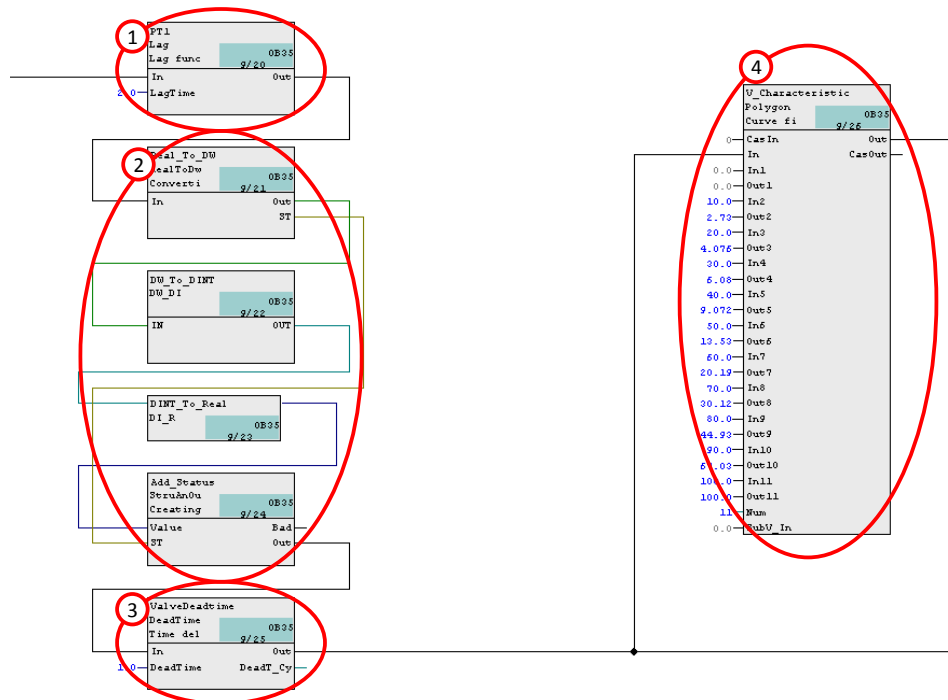 1
PT1
Lag
Lag func
OB35
9/20
In
Out
LagTime
2
RealToDw
Converti
OB35
9/21
In
Out
ST
DW_To_DINT
DW_DI
OB35
9/22
IN
OUT
DINT_To_Real
DI_R
OB35
9/23
Add_Status
StruAnOu
Creating
OB35
9/24
Value
Bad
ST
Out
3
ValveDeadtime
DeadTime
Time del
OB35
9/25
In
Out
DeadTime
DeadT_Cy
4
V_Characteristic
Polygon
Curve fi
OB35
9/26
0 CasIn
Out
In
CasOut
0.0 In1
0.0 Out1
10.0 In2
2.73 Out2
20.0 In3
4.076 Out3
30.0 In4
6.08 Out4
40.0 In5
9.072 Out5
50.0 In6
13.53 Out6
60.0 In7
20.19 Out7
70.0 In8
30.12 Out8
80.0 In9
44.93 Out9
90.0 In10
Out10
100.0 In11
100.0 Out11
11 Num
0.0 SubV_In